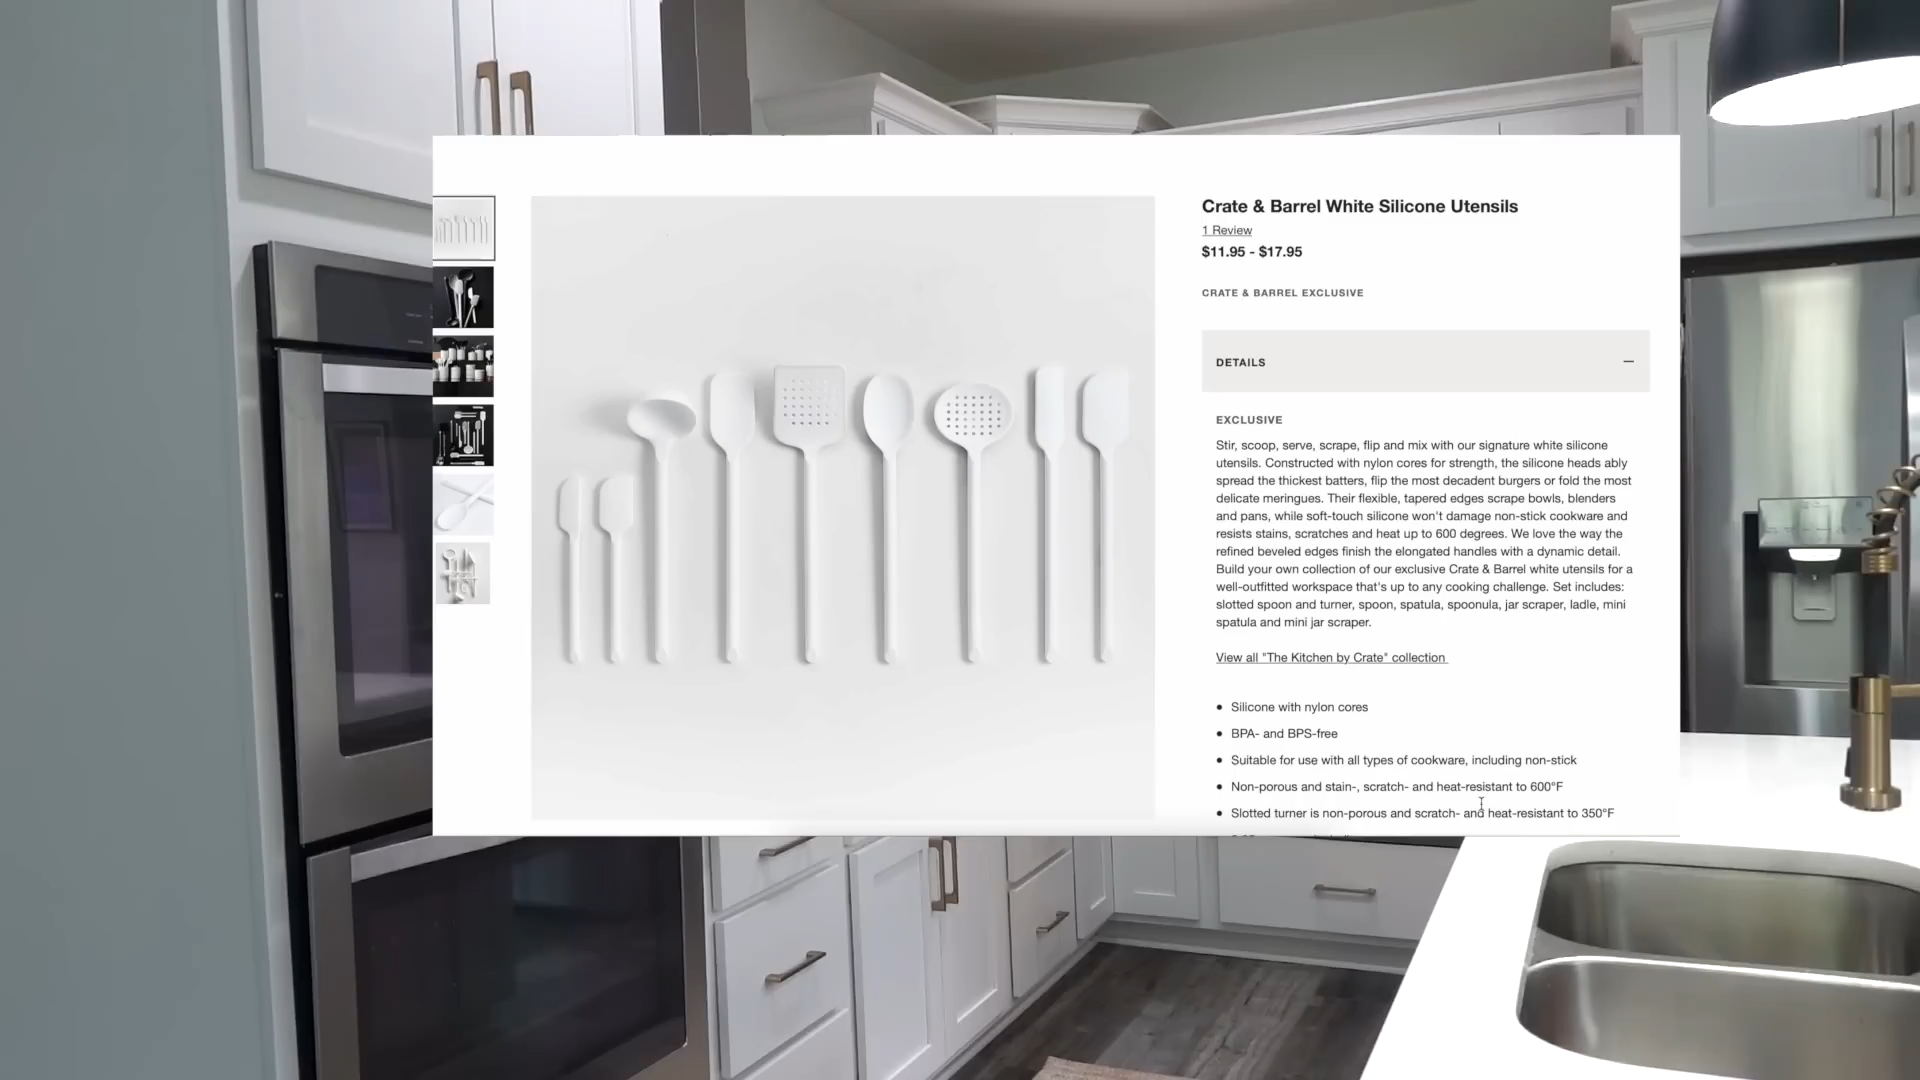 Crate & Barrel White Silicone Utensils
1 Review
$11.95 - $17.95
CRATE & BARREL EXCLUSIVE
DETAILS
EXCLUSIVE
Stir, scoop, serve, scrape, flip and mix with our signature white silicone
utensils. Constructed with nylon cores for strength, the silicone heads ably
spread the thickest batters, flip the most decadent burgers or fold the most
delicate meringues. Their flexible, tapered edges scrape bowls, blenders
and pans, while soft-touch silicone won't damage non-stick cookware and
resists stains, scratches and heat up to 600 degrees. We love the way the
refined beveled edges finish the elongated handles with a dynamic detail.
Build your own collection of our exclusive Crate & Barrel white utensils for a
well-outfitted workspace that's up to any cooking challenge. Set includes:
slotted spoon and turner, spoon, spatula, spoonula, jar scraper, ladle, mini
spatula and mini jar scraper.
View all "The Kitchen by Crate" collection
• Silicone with nylon cores
• BPA- and BPS-free
• Suitable for use with all types of cookware, including non-stick
• Non-porous and stain-, scratch- and heat-resistant to 600°F
• Slotted turner is non-porous and scratch- and heat-resistant to 350°F